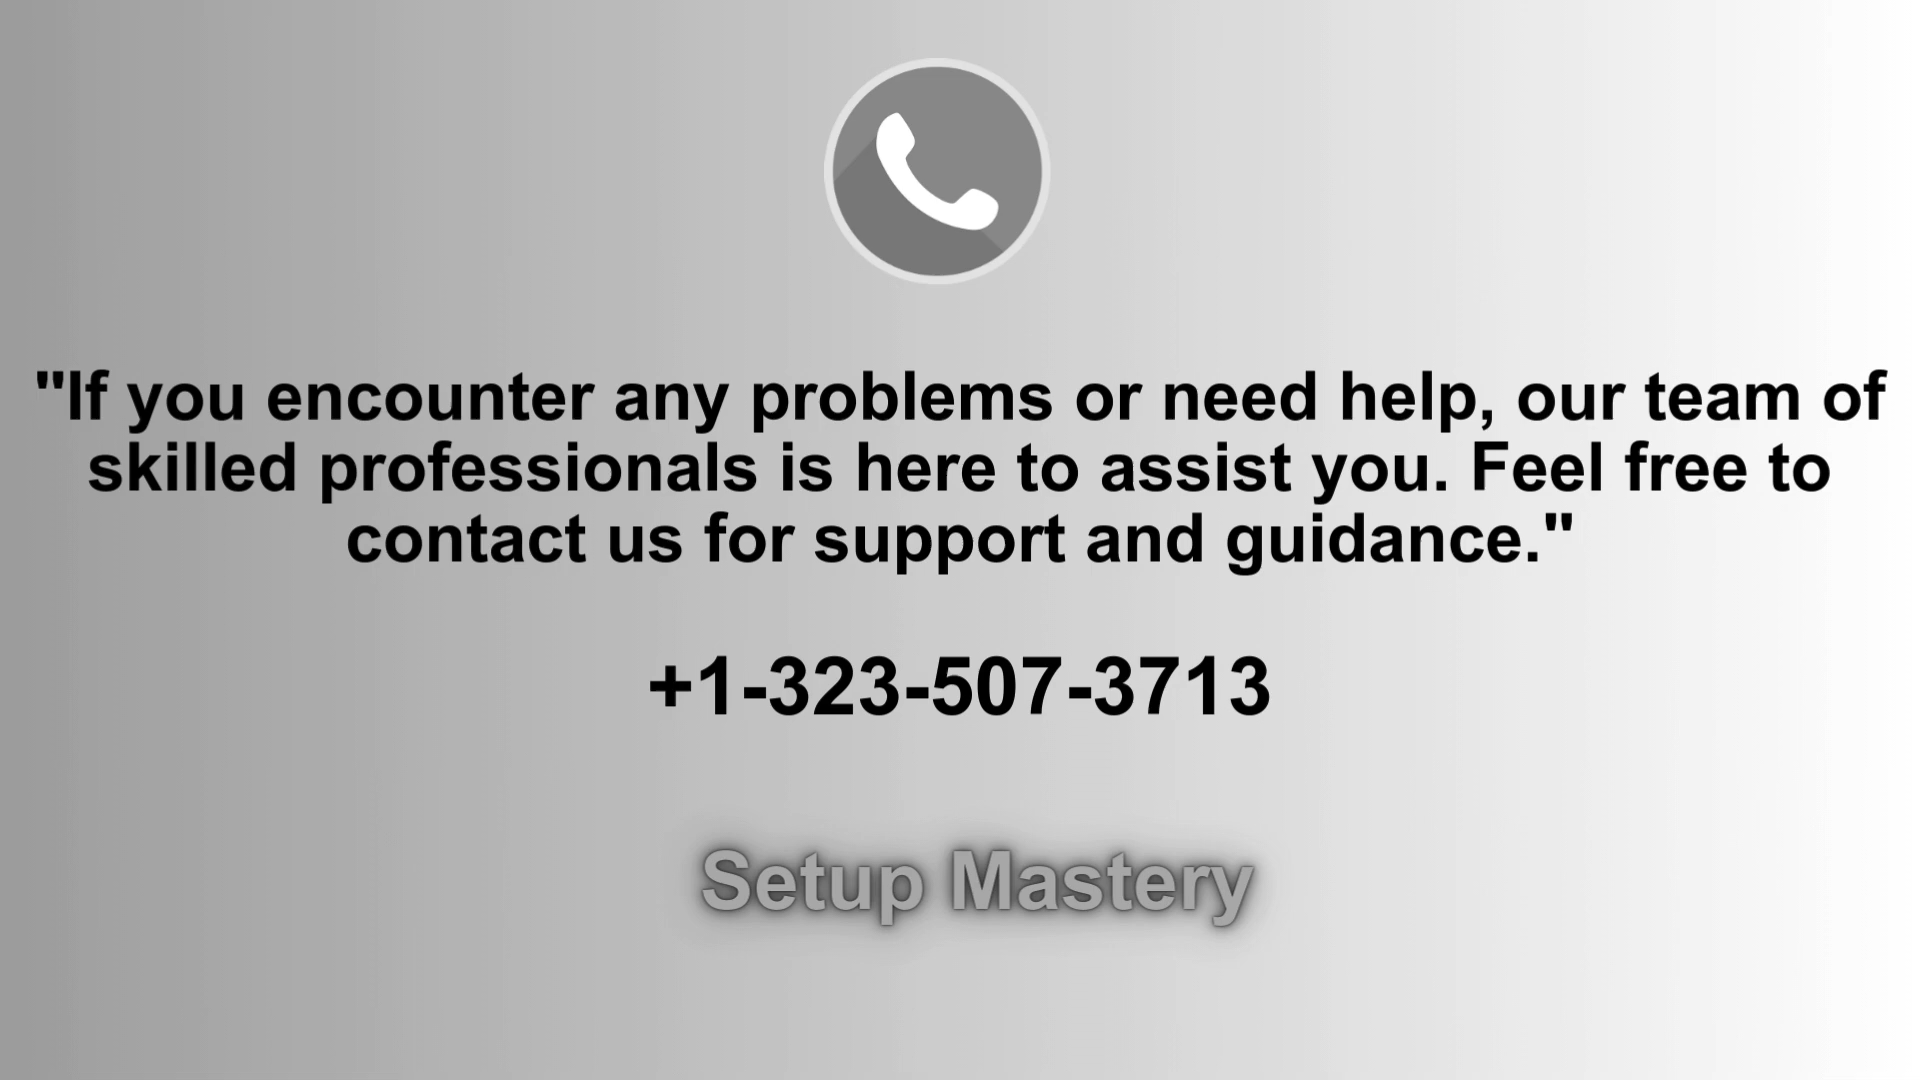 "If you encounter any problems or need help, our team of
skilled professionals is here to assist you. Feel free to
contact us for support and guidance."
+1-323-507-3713
Setup Mastery